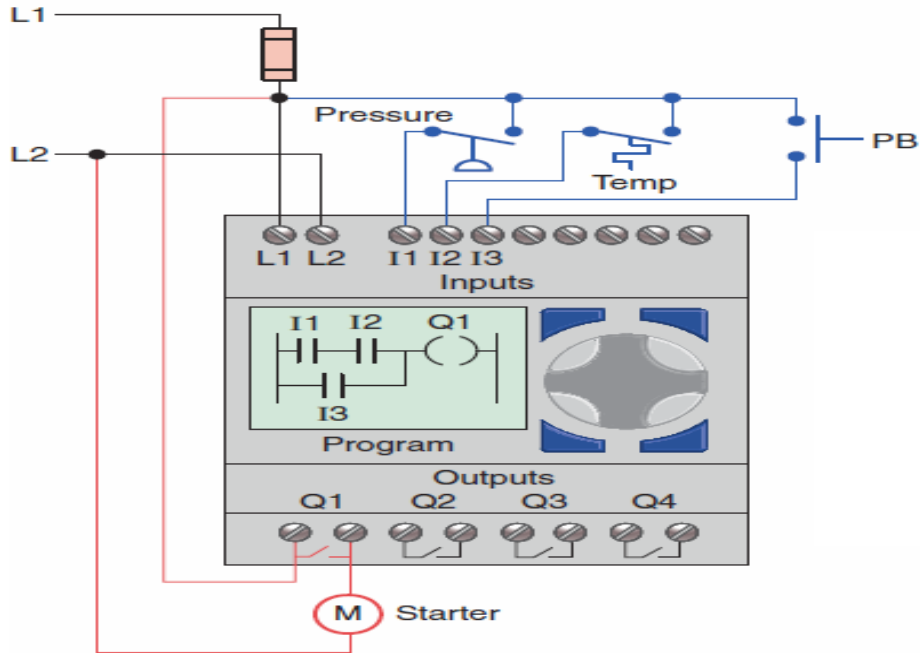 L1
Pressure
L2
PB
Temp
L1 L2 I1 I2 I3
Inputs
I1 I2 Q1
I3
Program
Outputs
Q1 Q2 Q3 Q4
M Starter